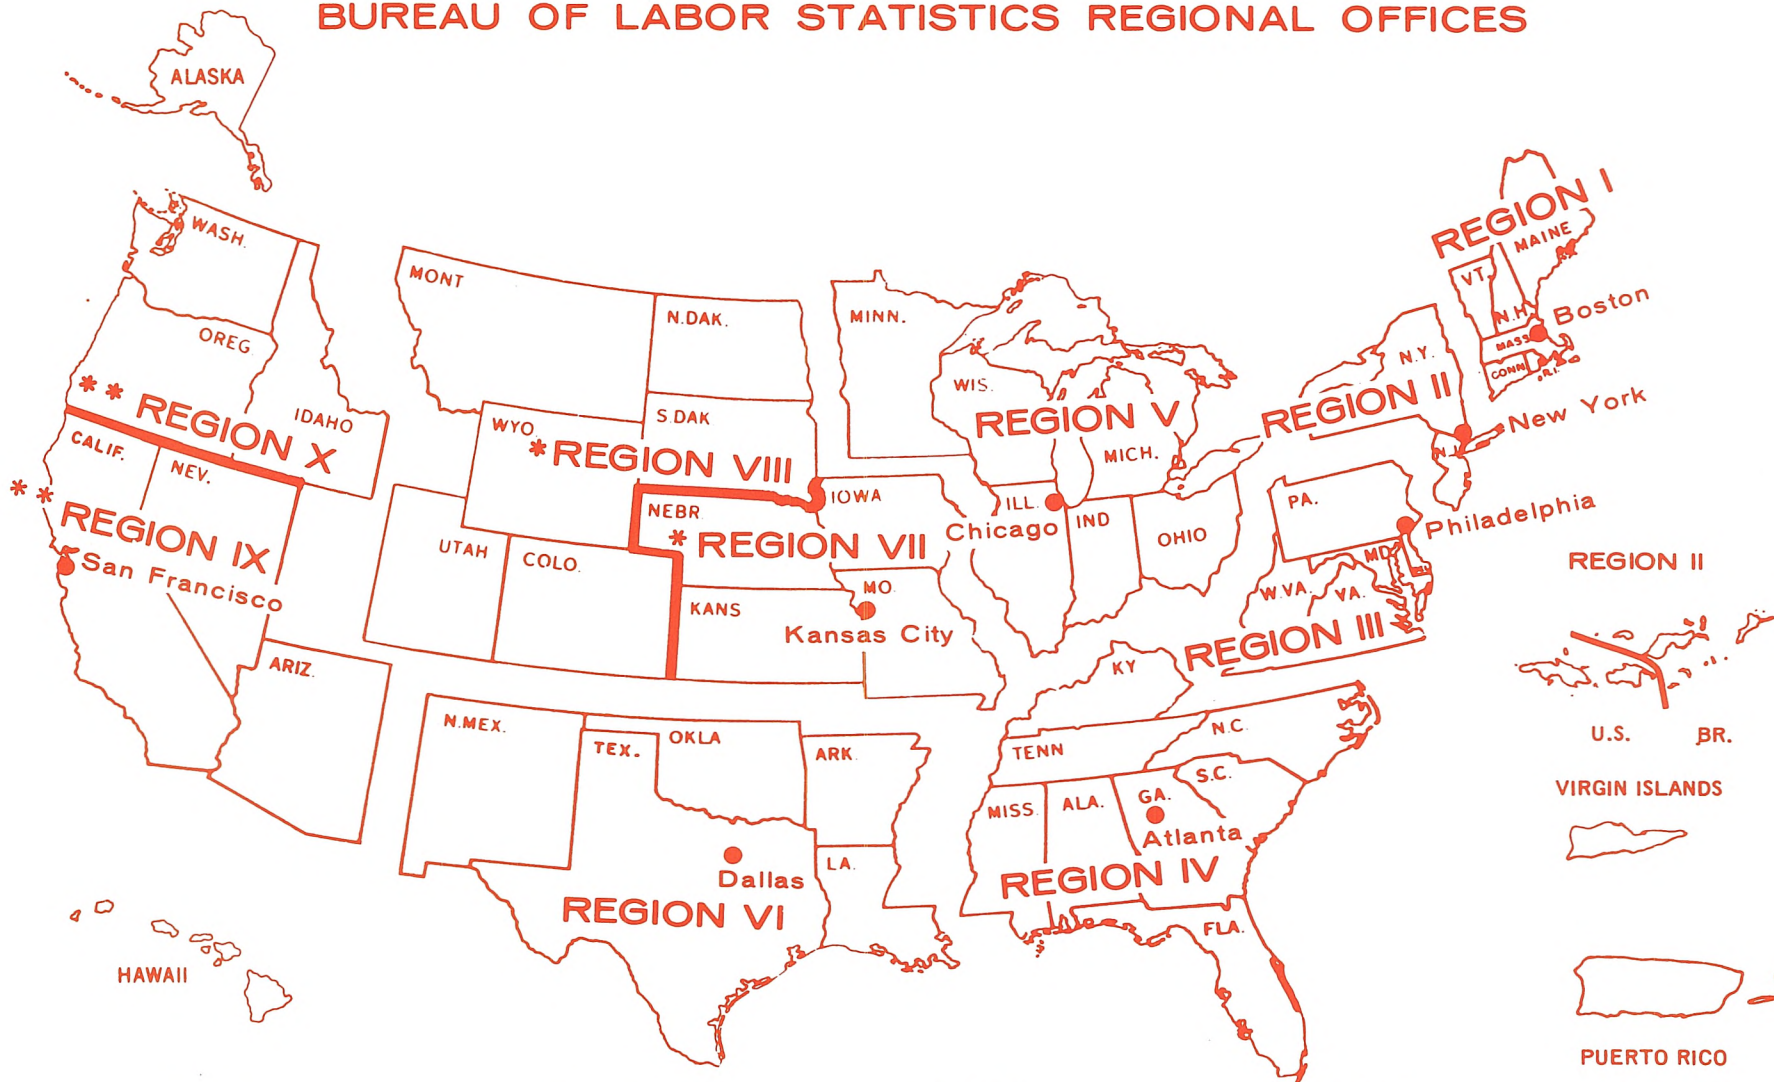 BUREAU OF LABOR STATISTICS REGIONAL OFFICES
ALASKA
WASH.
OREG.
IDAHO
** REGION X
CALIF.
NEV.
** REGION IX
San Francisco
ARIZ.
HAWAII
MONT
N.DAK.
S.DAK
WYO.
* REGION VIII
UTAH
COLO.
NEBR.
IOWA
* REGION VII
KANS
MO.
Kansas City
N.MEX.
TEX.
OKLA
ARK.
LA.
Dallas
REGION VI
MINN.
WIS.
REGION V
MICH.
ILL.
Chicago
IND
OHIO
KY
TENN
N.C.
S.C.
MISS.
ALA.
GA.
Atlanta
REGION IV
FLA.
REGION I
MAINE
VT.
N.H.
Boston
MASS
CONN
R.I.
N.Y.
REGION II
New York
N.J.
PA.
Philadelphia
MD.
W.VA.
VA.
REGION III
REGION II
U.S.
BR.
VIRGIN ISLANDS
PUERTO RICO